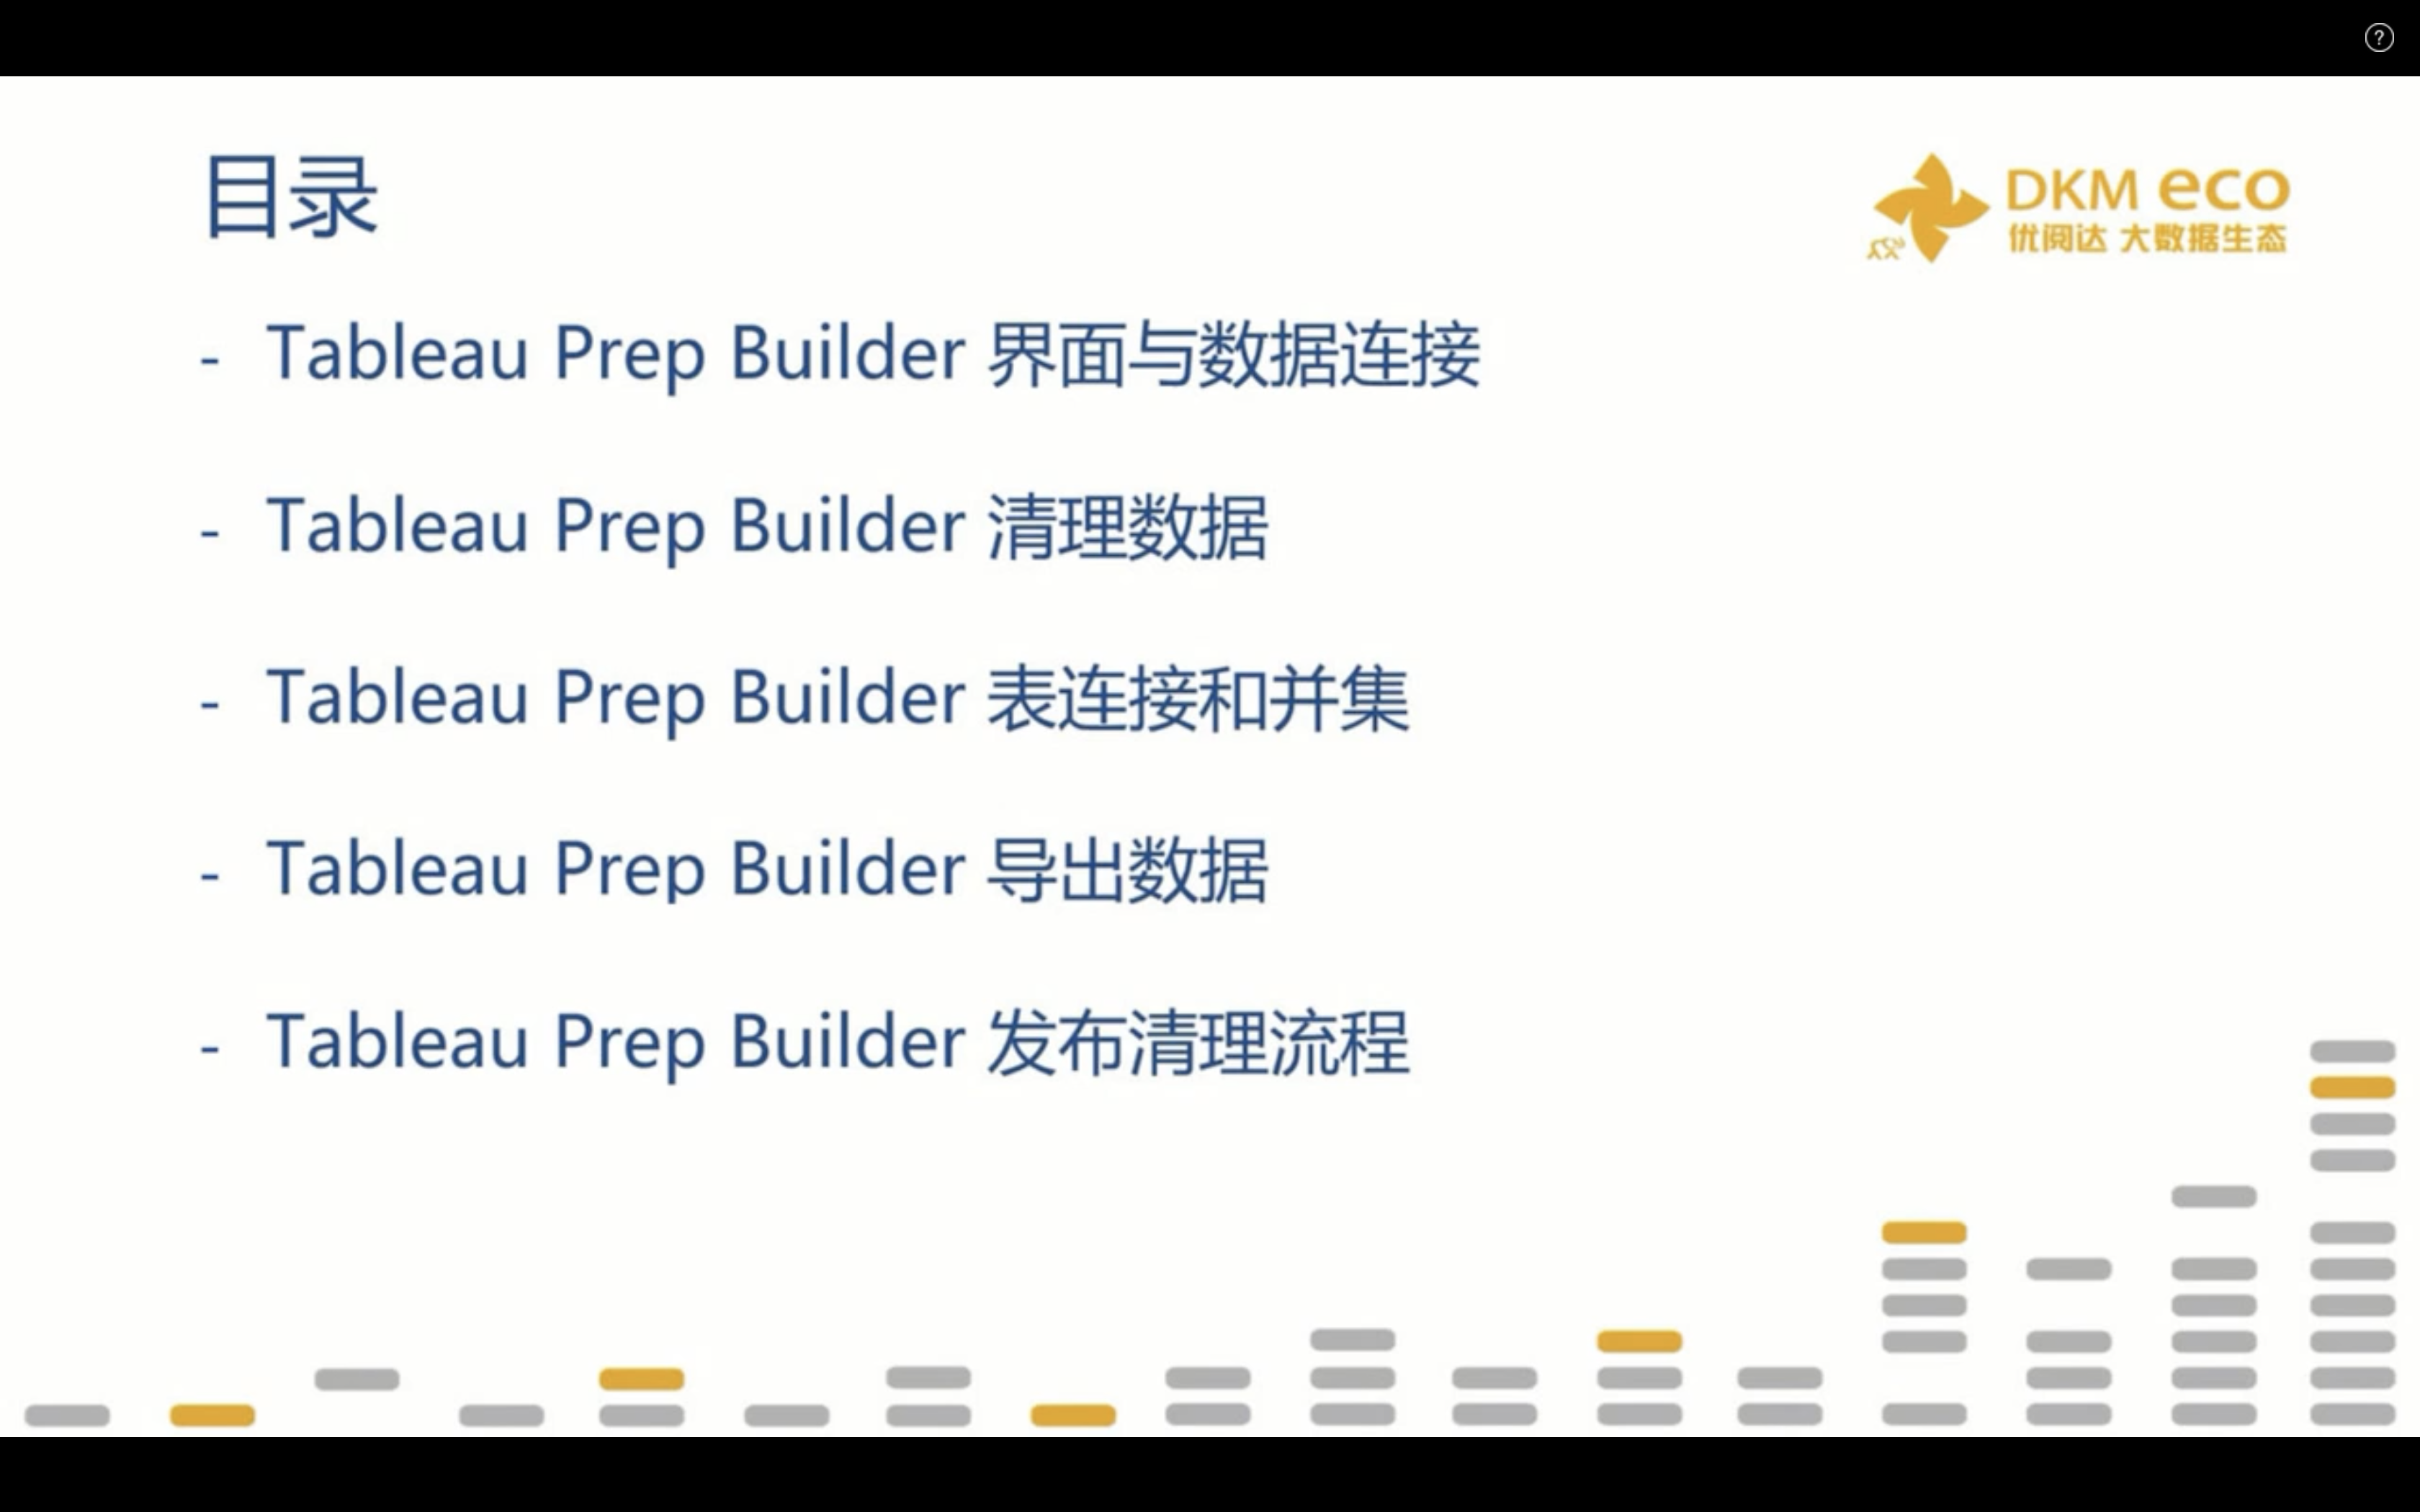 目录
DKM eco
优阅达 大数据生态
- Tableau Prep Builder 界面与数据连接
- Tableau Prep Builder 清理数据
- Tableau Prep Builder 表连接和并集
- Tableau Prep Builder 导出数据
- Tableau Prep Builder 发布清理流程